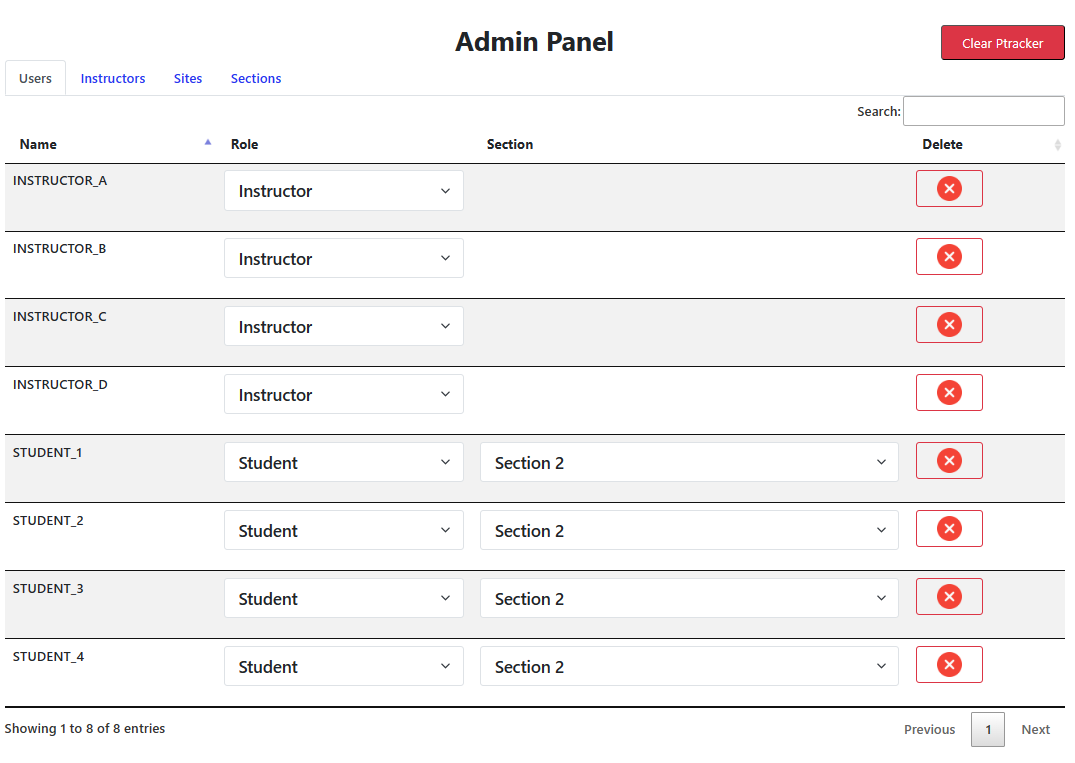 Admin Panel
Clear Ptracker
Users Instructors Sites Sections
Search:
Name Role Section Delete
INSTRUCTOR_A Instructor
INSTRUCTOR_B Instructor
INSTRUCTOR_C Instructor
INSTRUCTOR_D Instructor
STUDENT_1 Student Section 2
STUDENT_2 Student Section 2
STUDENT_3 Student Section 2
STUDENT_4 Student Section 2
Showing 1 to 8 of 8 entries Previous 1 Next